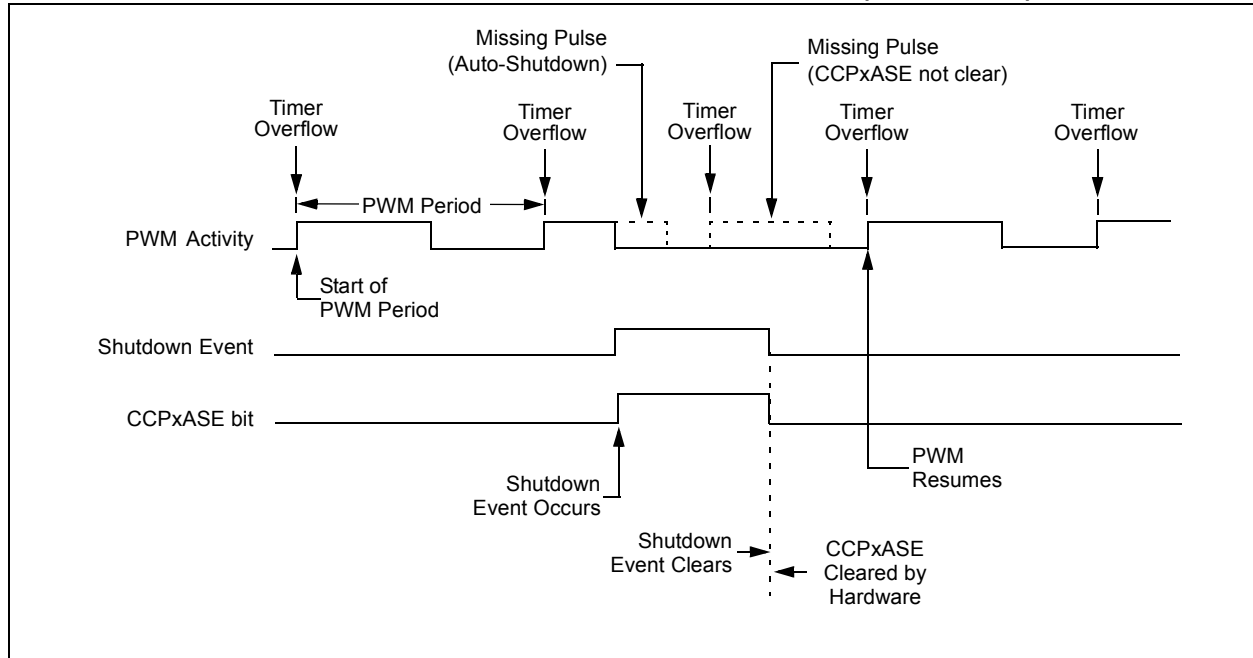 Missing Pulse
(Auto-Shutdown)
Missing Pulse
(CCPxASE not clear)
Timer
Overflow
Timer
Overflow
Timer
Overflow
Timer
Overflow
Timer
Overflow
PWM Period
PWM Activity
Start of
PWM Period
Shutdown Event
CCPxASE bit
Shutdown
Event Occurs
PWM
Resumes
Shutdown
Event Clears
CCPxASE
Cleared by
Hardware